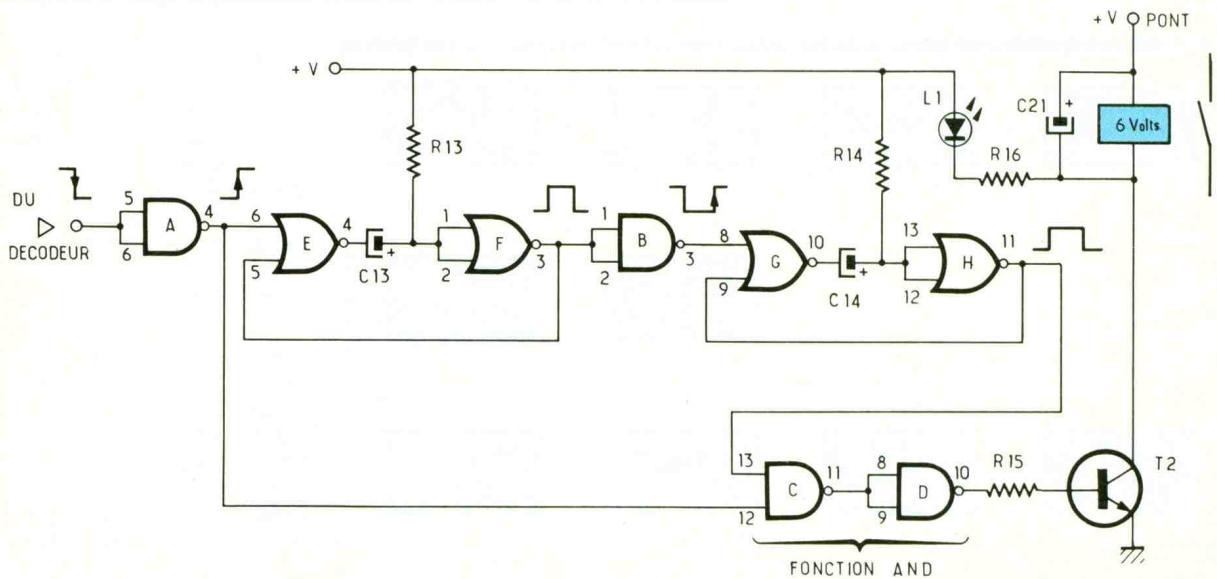 +V PONT
+V
L1
C21 +
6 Volts
R13
R14
R16
DU
DECODEUR
5
A
4
6
6
E
4
5
C13
+
1
F
3
2
1
B
3
2
8
G
10
9
C14
+
13
H
11
12
13
C
11
12
8
D
10
9
R15
T2
FONCTION AND